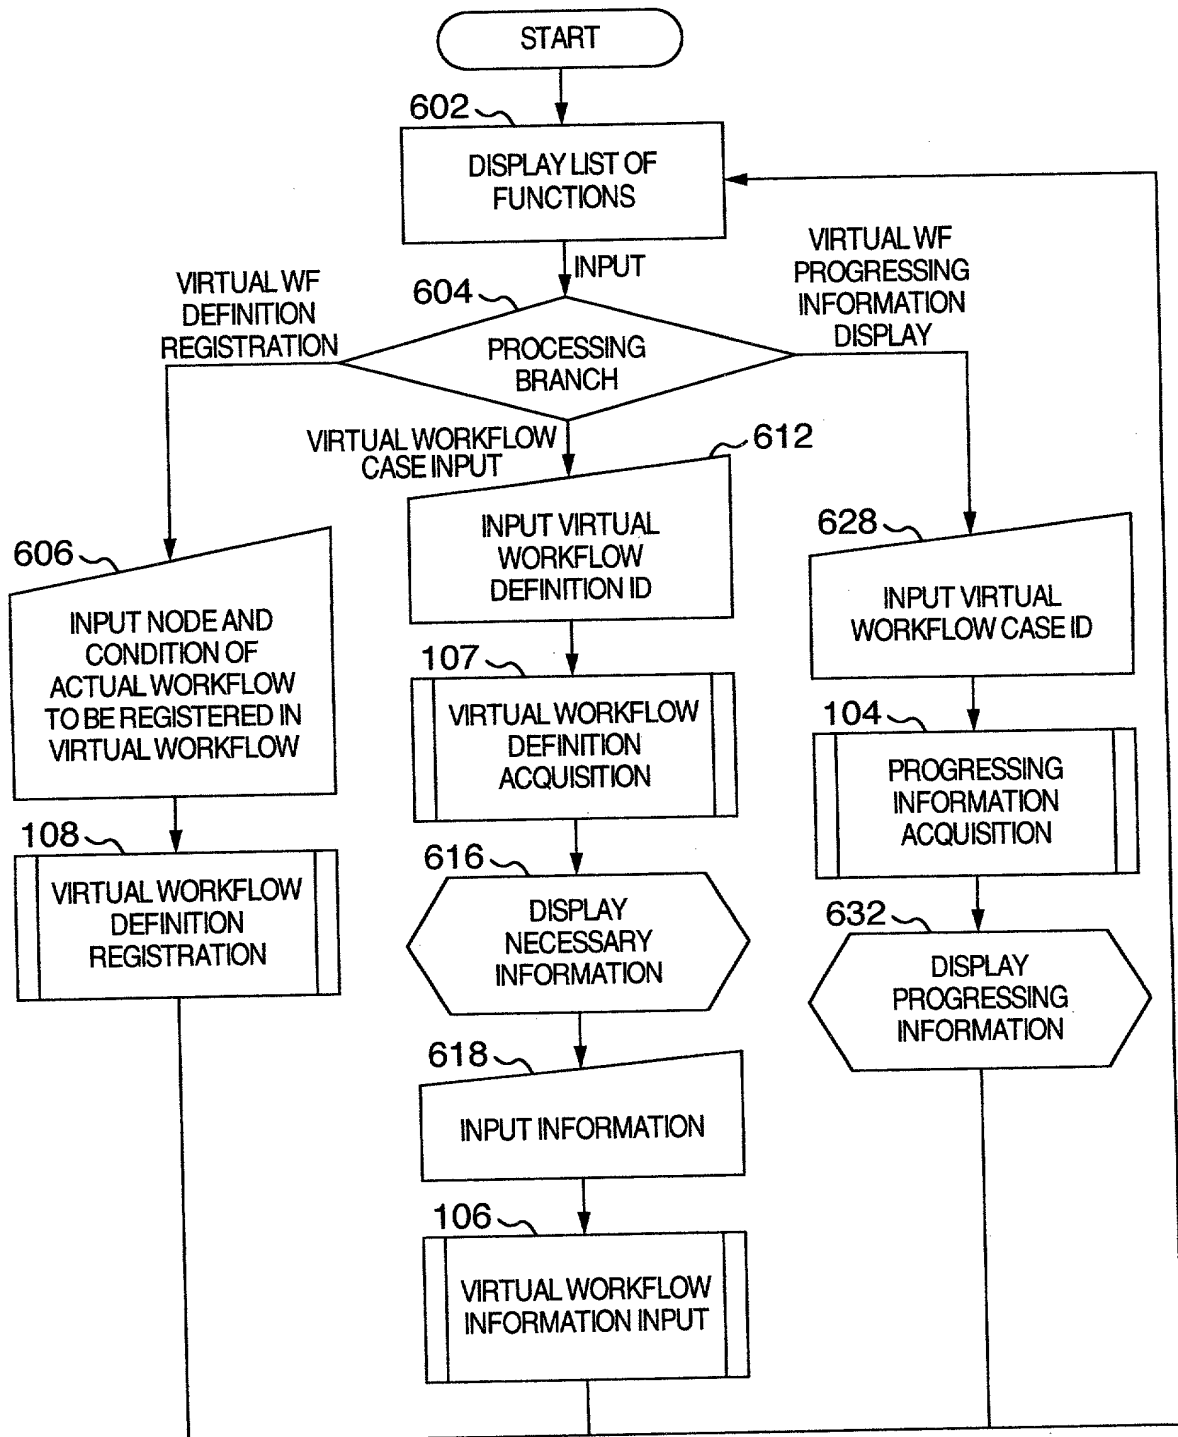 START
602
DISPLAY LIST OF
FUNCTIONS
INPUT
604
PROCESSING
BRANCH
VIRTUAL WF
DEFINITION
REGISTRATION
VIRTUAL WORKFLOW
CASE INPUT
VIRTUAL WF
PROGRESSING
INFORMATION
DISPLAY
606
INPUT NODE AND
CONDITION OF
ACTUAL WORKFLOW
TO BE REGISTERED IN
VIRTUAL WORKFLOW
108
VIRTUAL WORKFLOW
DEFINITION
REGISTRATION
612
INPUT VIRTUAL
WORKFLOW
DEFINITION ID
107
VIRTUAL WORKFLOW
DEFINITION
ACQUISITION
616
DISPLAY
NECESSARY
INFORMATION
618
INPUT INFORMATION
106
VIRTUAL WORKFLOW
INFORMATION INPUT
628
INPUT VIRTUAL
WORKFLOW CASE ID
104
PROGRESSING
INFORMATION
ACQUISITION
632
DISPLAY
PROGRESSING
INFORMATION